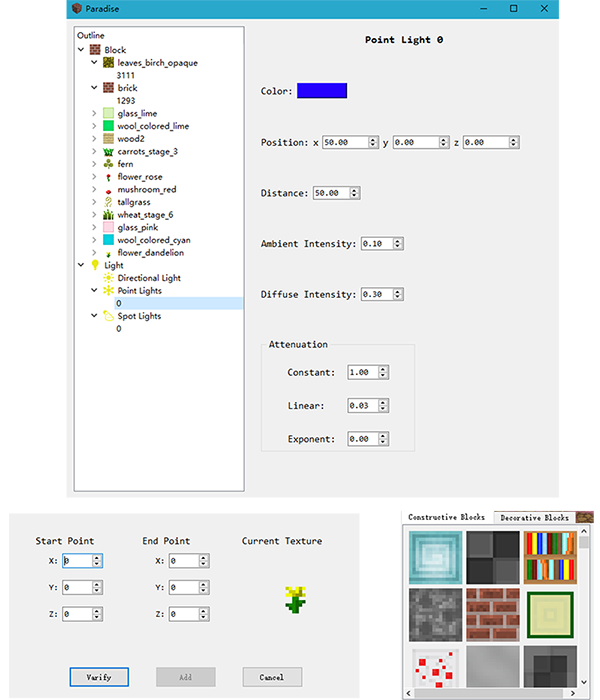 Paradise
Outline
Block
leaves_birch_opaque
3111
brick
1293
glass_lime
wool_colored_lime
wood2
carrots_stage_3
fern
flower_rose
mushroom_red
tallgrass
wheat_stage_6
glass_pink
wool_colored_cyan
flower_dandelion
Light
Directional Light
Point Lights
0
Spot Lights
0
Point Light 0
Color:
Position: x 50.00 y 0.00 z 0.00
Distance: 50.00
Ambient Intensity: 0.10
Diffuse Intensity: 0.30
Attenuation
Constant: 1.00
Linear: 0.03
Exponent: 0.00
Start Point End Point Current Texture
X: 0 X: 0
Y: 0 Y: 0
Z: 0 Z: 0
Varify Add Cancel
Constructive Blocks Decorative Blocks